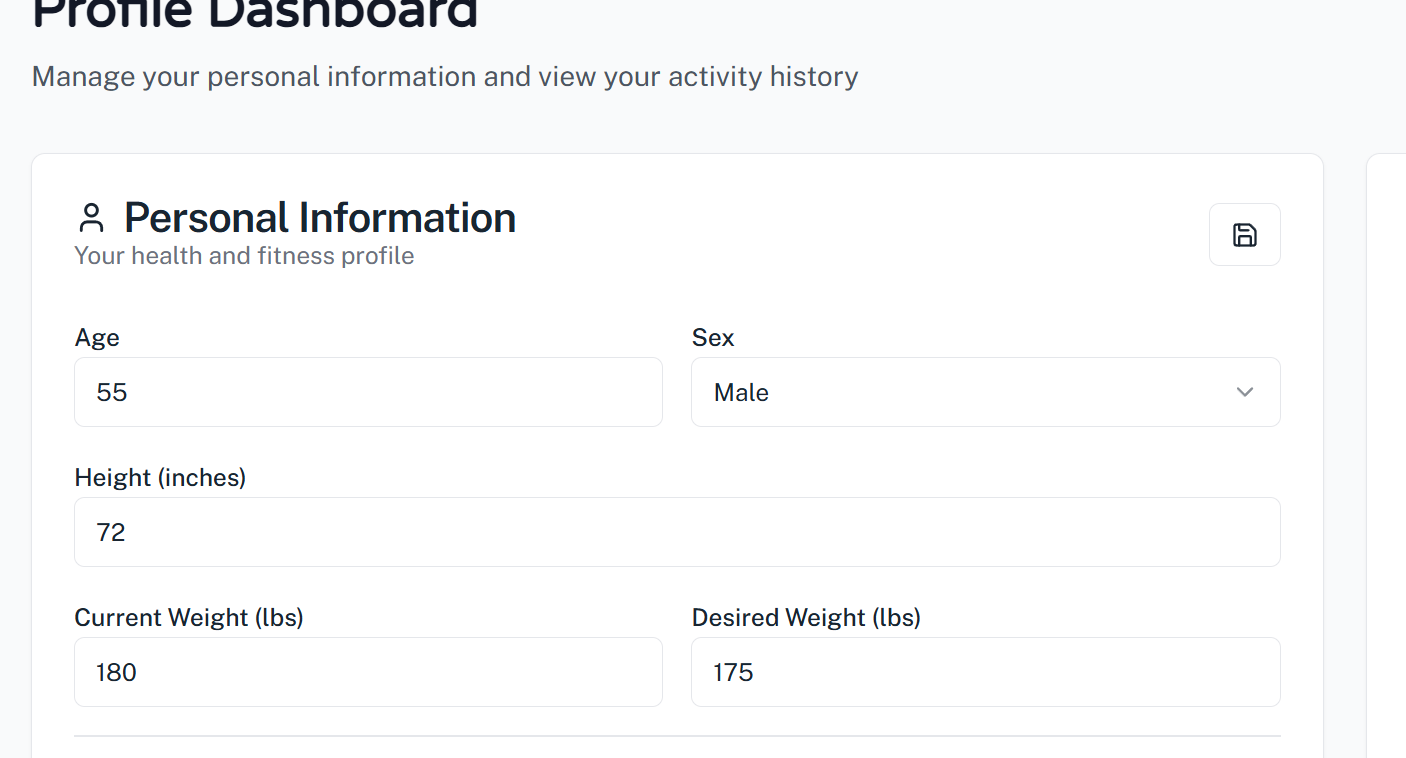 Profile Dashboard
Manage your personal information and view your activity history
Personal Information
Your health and fitness profile
Age
Sex
55
Male
Height (inches)
72
Current Weight (lbs)
Desired Weight (lbs)
180
175